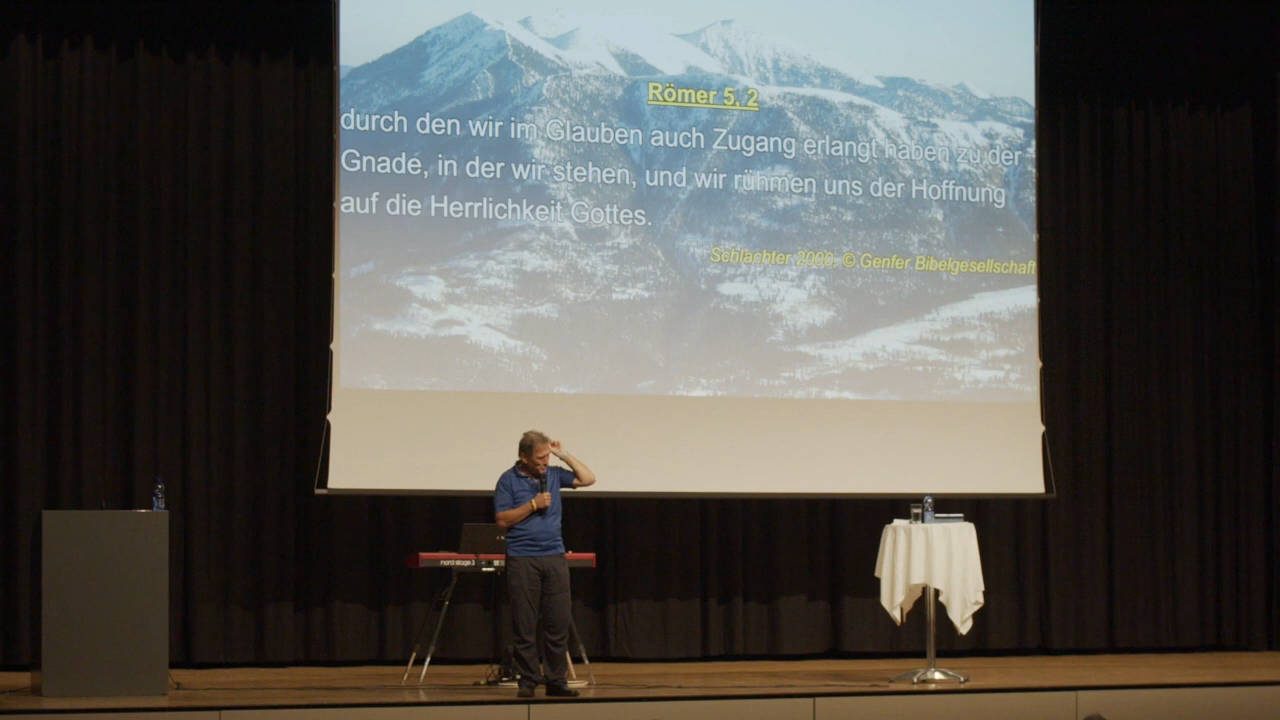 Römer 5, 2
durch den wir im Glauben auch Zugang erlangt haben zu der
Gnade, in der wir stehen, und wir rühmen uns der Hoffnung
auf die Herrlichkeit Gottes.
Schlachter 2000, © Genfer Bibelgesellschaft
nord stage 3